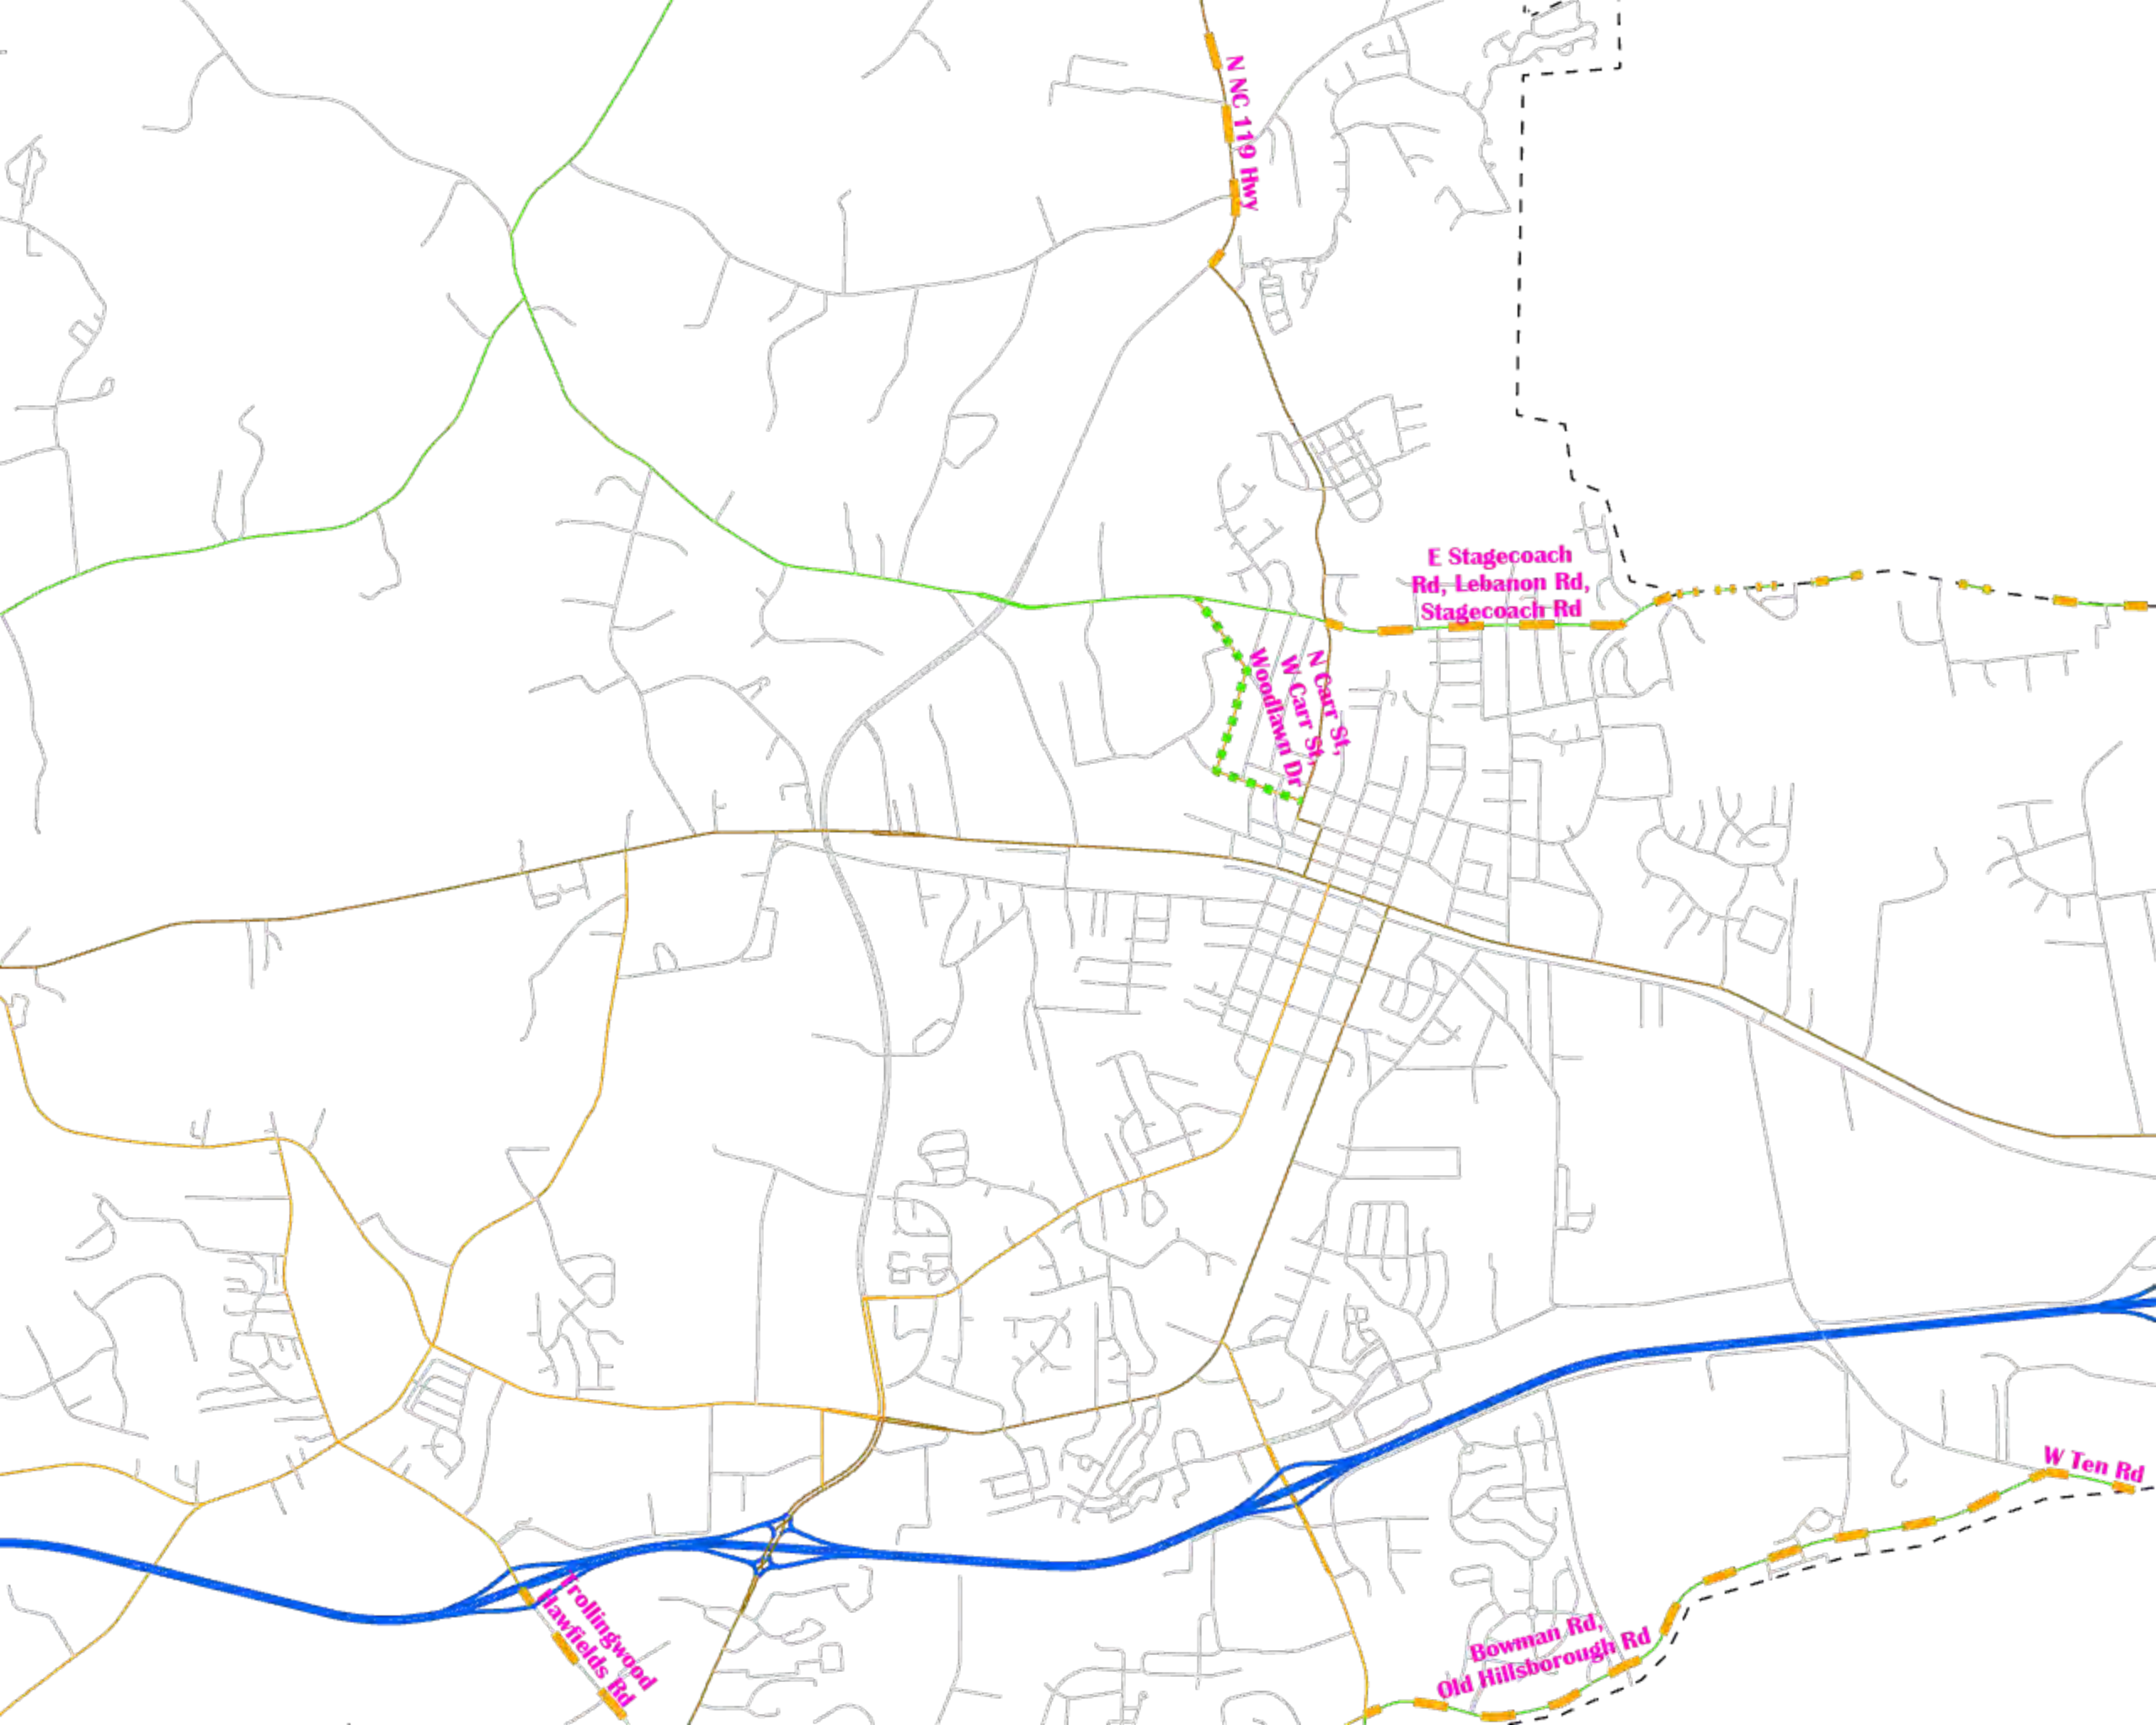 N NC 119 Hwy
E Stagecoach
Rd, Lebanon Rd,
Stagecoach Rd
N Carr St,
W Carr St,
Woodlawn Dr
W Ten Rd
Trollingwood
Hawfields Rd
Bowman Rd,
Old Hillsborough Rd